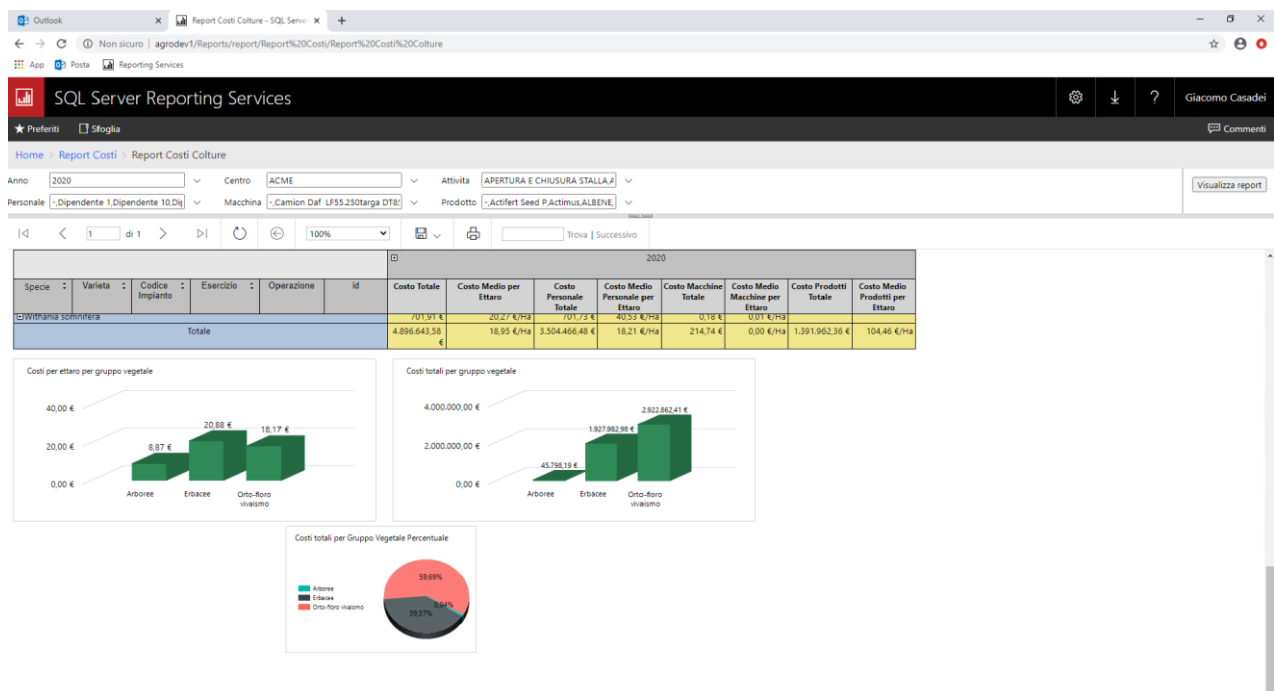 Outlook
Report Costi Colture - SQL Serve
Non sicuro | agrodev1/Reports/report/Report%20Costi/Report%20Costi%20Colture
App Posta Reporting Services
SQL Server Reporting Services
Giacomo Casadei
Preferiti Sfoglia
Commenti
Home > Report Costi > Report Costi Colture
Anno 2020 Centro ACME Attivita APERTURA E CHIUSURA STALLA,A
Visualizza report
Personale -,Dipendente 1,Dipendente 10,Dip Macchina -,Camion Daf LF55.250targa DT8 Prodotto -,Actifert Seed P,Actimus,ALBENE,
1 di 1 100% Trova | Successivo
2020
Specie Varieta Codice Impianto Esercizio Operazione id Costo Totale Costo Medio per Ettaro Costo Personale Totale Costo Medio Personale per Ettaro Costo Macchine Totale Costo Medio Macchine per Ettaro Costo Prodotti Totale Costo Medio Prodotti per Ettaro
Withania somnifera 701,91 € 20,27 €/Ha 701,73 € 40,53 €/Ha 0,18 € 0,01 €/Ha
Totale 4.896.643,58 € 18,95 €/Ha 3.504.466,48 € 18,21 €/Ha 214,74 € 0,00 €/Ha 1.391.962,36 € 104,46 €/Ha
Costi per ettaro per gruppo vegetale
40,00 €
20,00 €
0,00 €
8,87 €
20,88 €
18,17 €
Arboree
Erbacee
Orto-floro
vivaismo
Costi totali per gruppo vegetale
4.000.000,00 €
2.000.000,00 €
0,00 €
45.798,19 €
1.927.982,98 €
2.922.862,41 €
Arboree
Erbacee
Orto-floro
vivaismo
Costi totali per Gruppo Vegetale Percentuale
Arboree
Erbacee
Orto-floro vivaismo
59,69%
0,94%
39,37%